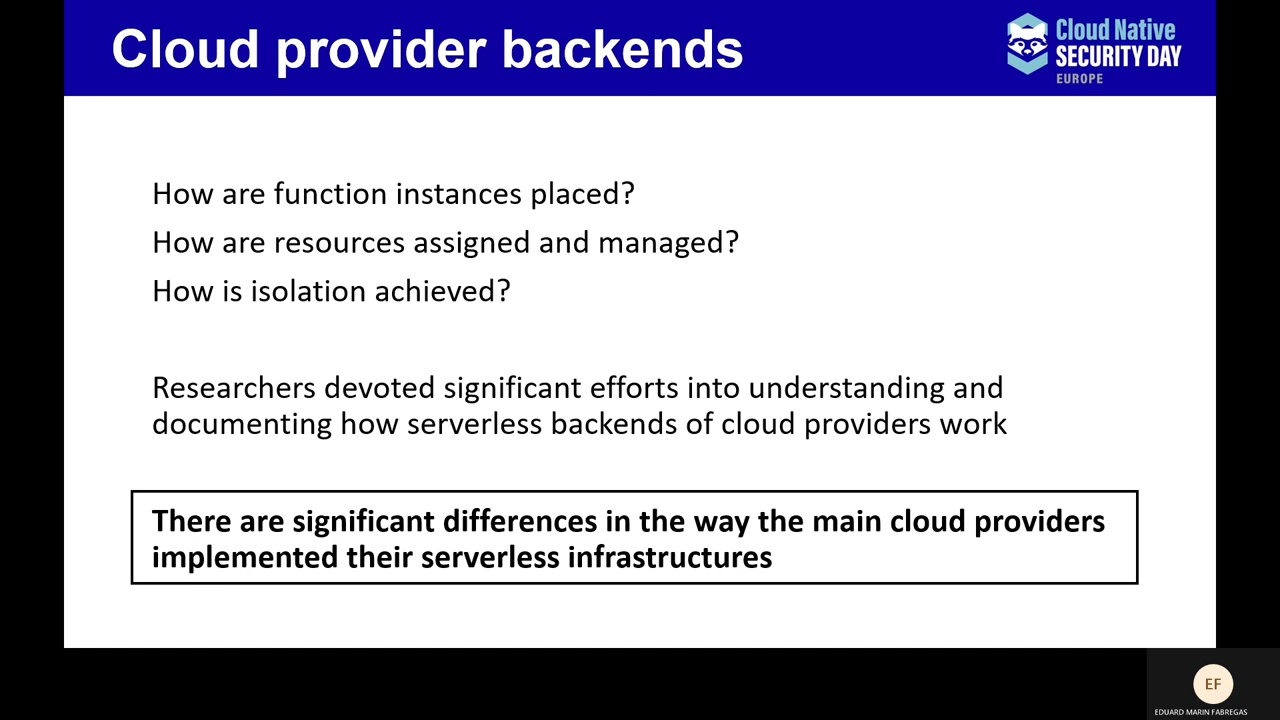 Cloud provider backends
Cloud Native
SECURITY DAY
EUROPE
How are function instances placed?
How are resources assigned and managed?
How is isolation achieved?
Researchers devoted significant efforts into understanding and
documenting how serverless backends of cloud providers work
There are significant differences in the way the main cloud providers
implemented their serverless infrastructures
EF
EDUARD MARIN FABREGAS